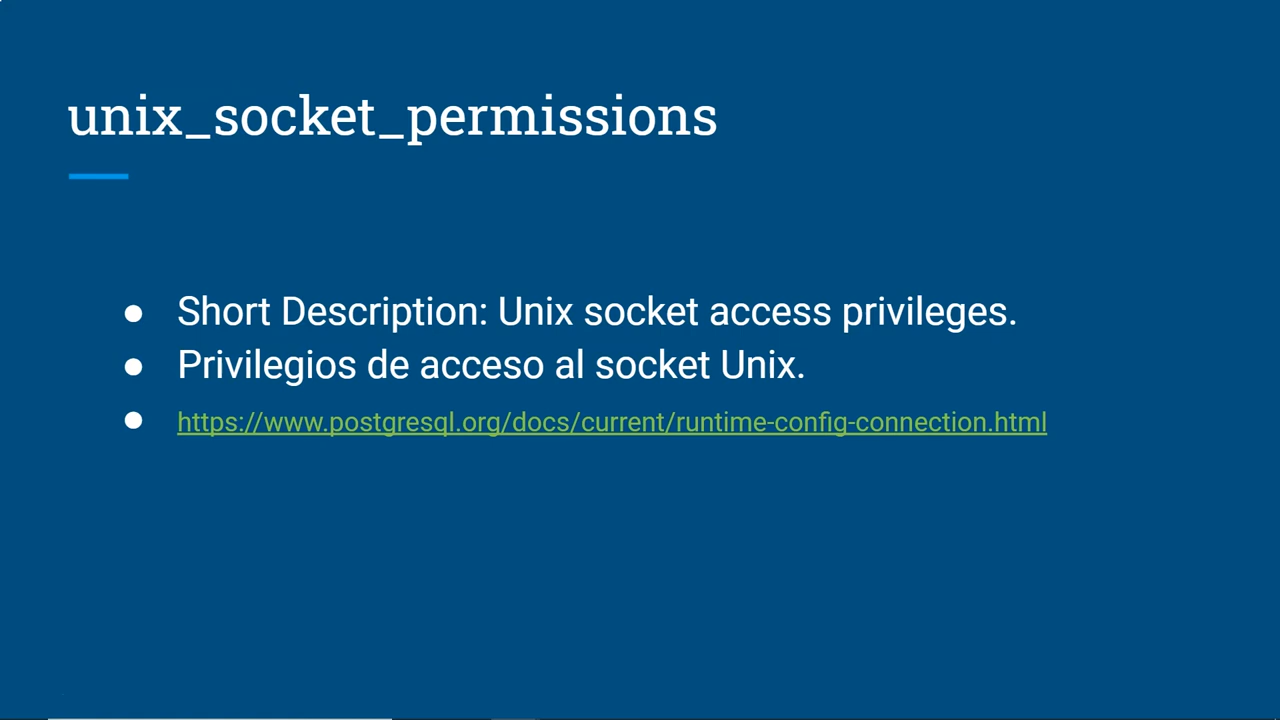 unix_socket_permissions
● Short Description: Unix socket access privileges.
● Privilegios de acceso al socket Unix.
● https://www.postgresql.org/docs/current/runtime-config-connection.html